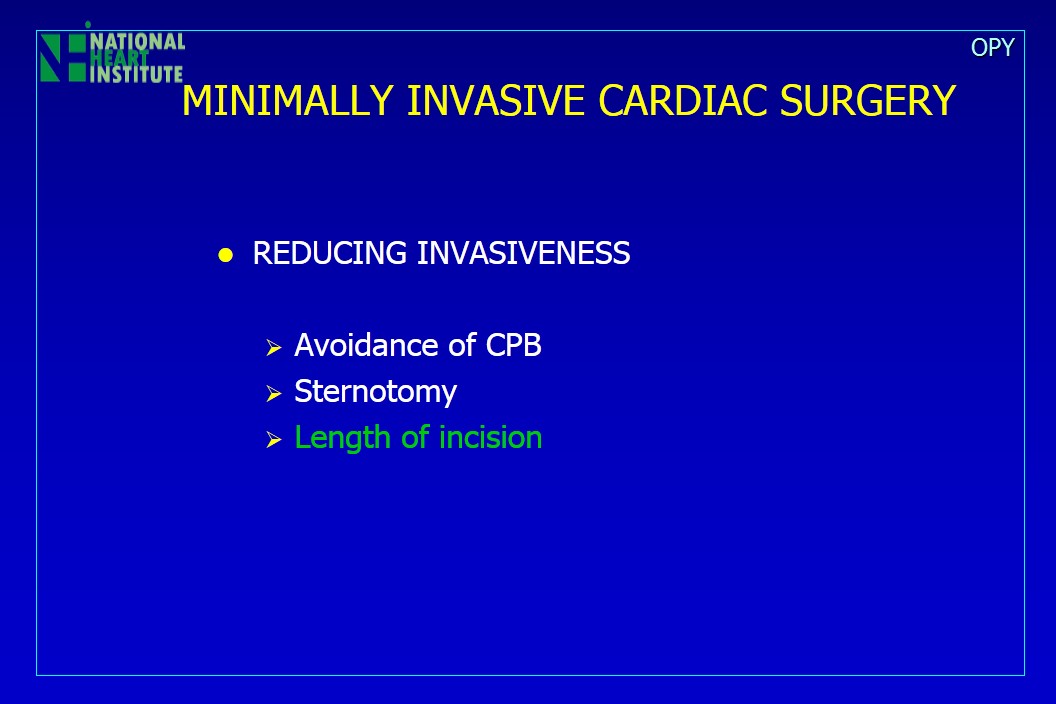 NATIONAL
HEART
INSTITUTE
OPY
MINIMALLY INVASIVE CARDIAC SURGERY
REDUCING INVASIVENESS
Avoidance of CPB
Sternotomy
Length of incision